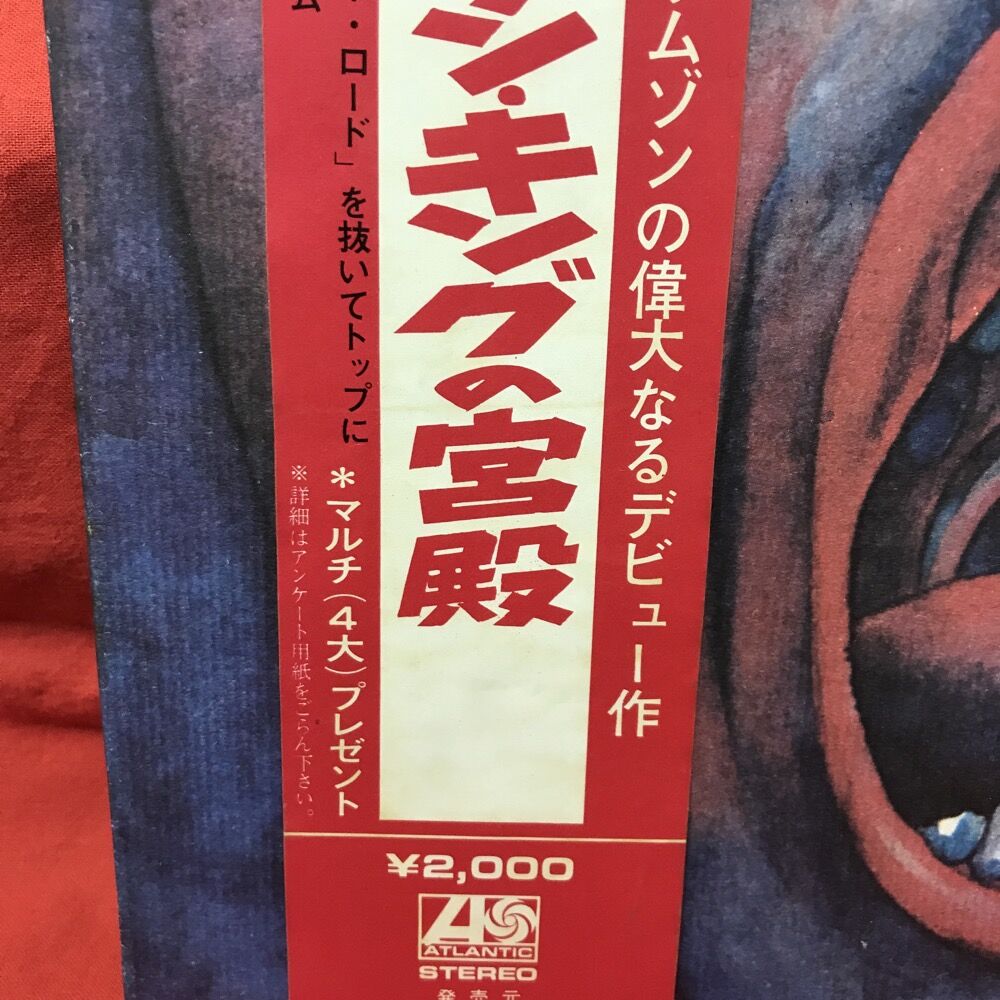 ムゾンの偉大なるデビュー作
ン・キングの宮殿
・ロード」を抜いてトップに
ム
＊マルチ(4大)プレゼント
※詳細はアンケート用紙をごらん下さい。
¥2,000
ATLANTIC
STEREO
発売元